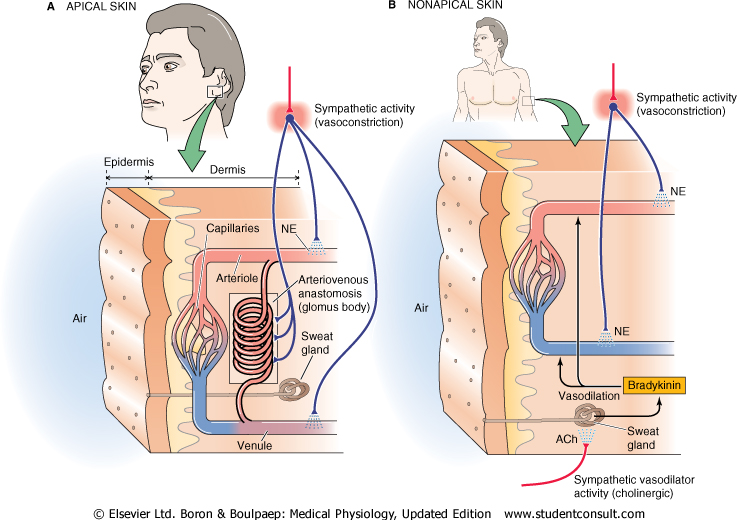 A APICAL SKIN
Sympathetic activity
(vasoconstriction)
Epidermis
Dermis
Capillaries
NE
Arteriole
Arteriovenous
anastomosis
(glomus body)
Air
Sweat
gland
Venule
B NONAPICAL SKIN
Sympathetic activity
(vasoconstriction)
NE
Air
NE
Vasodilation
Bradykinin
ACh
Sweat
gland
Sympathetic vasodilator
activity (cholinergic)
© Elsevier Ltd. Boron & Boulpaep: Medical Physiology, Updated Edition www.studentconsult.com